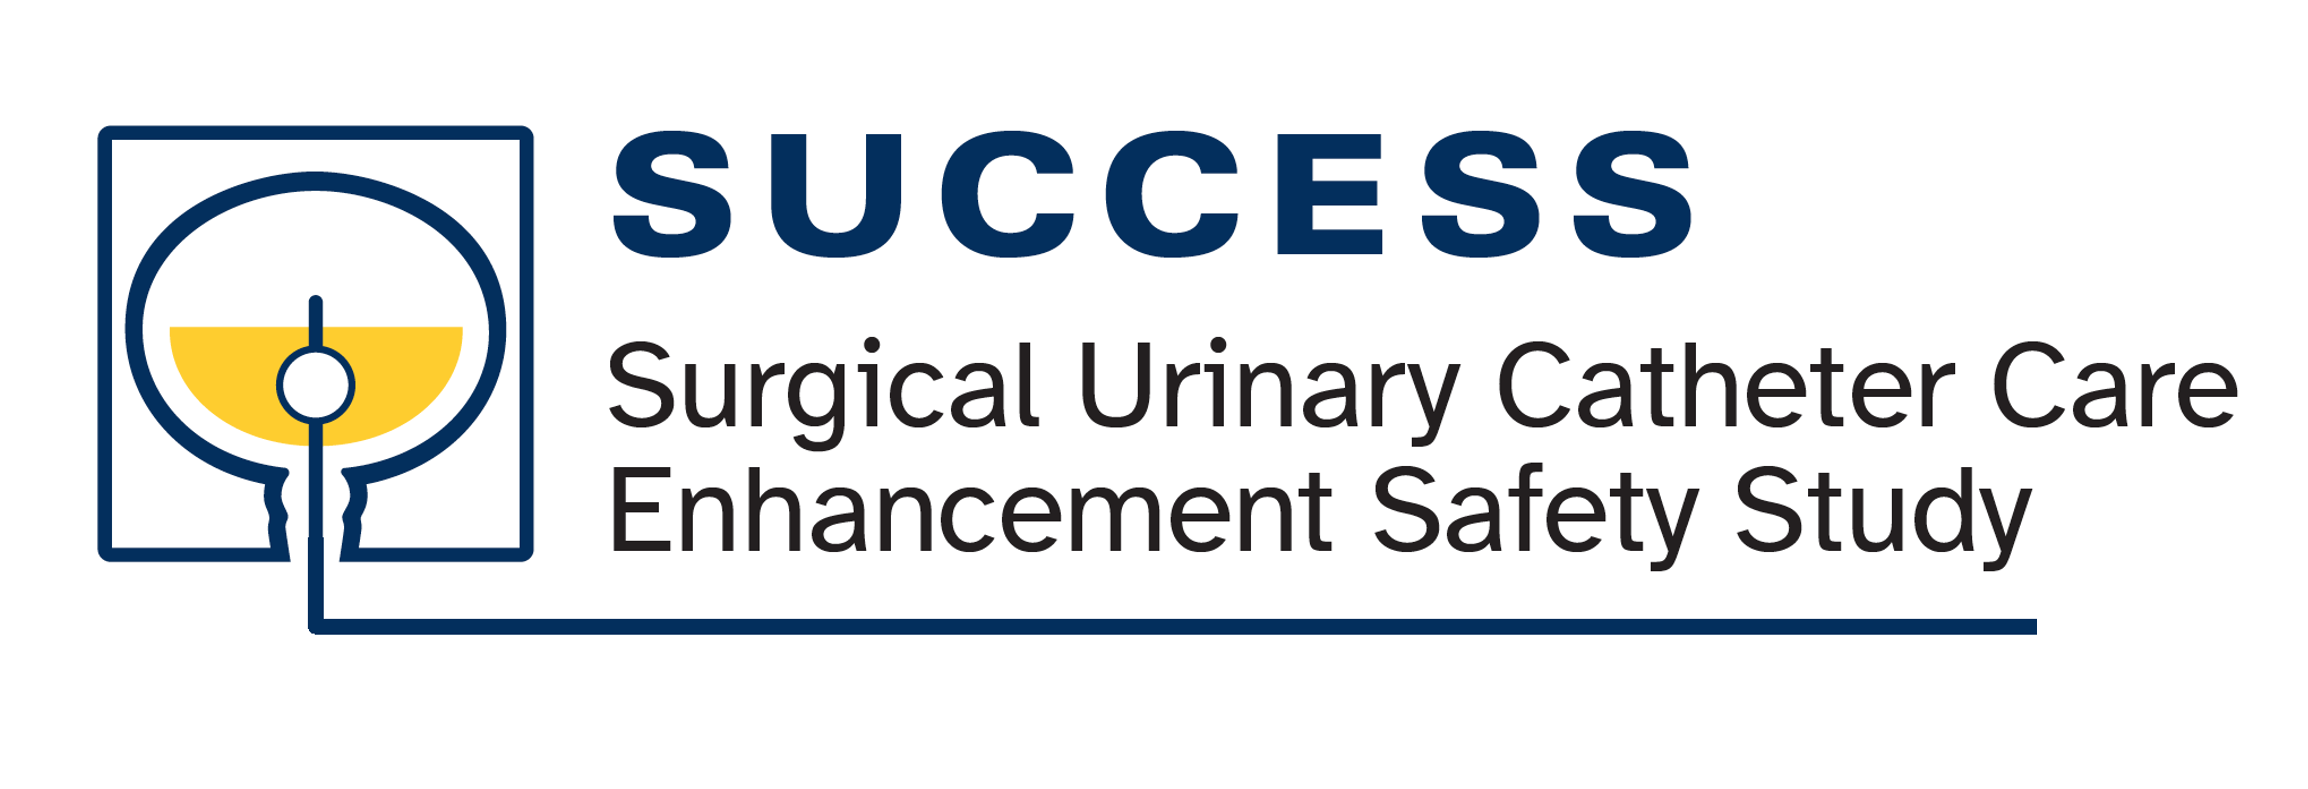 SUCCESS
Surgical Urinary Catheter Care
Enhancement Safety Study